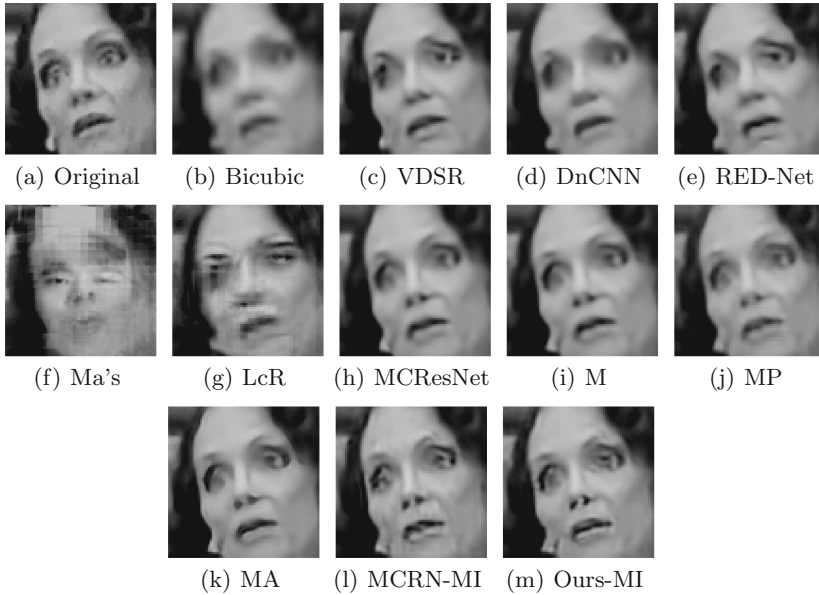 (a) Original (b) Bicubic (c) VDSR (d) DnCNN (e) RED-Net
(f) Ma's (g) LcR (h) MCResNet (i) M (j) MP
(k) MA (l) MCRN-MI (m) Ours-MI